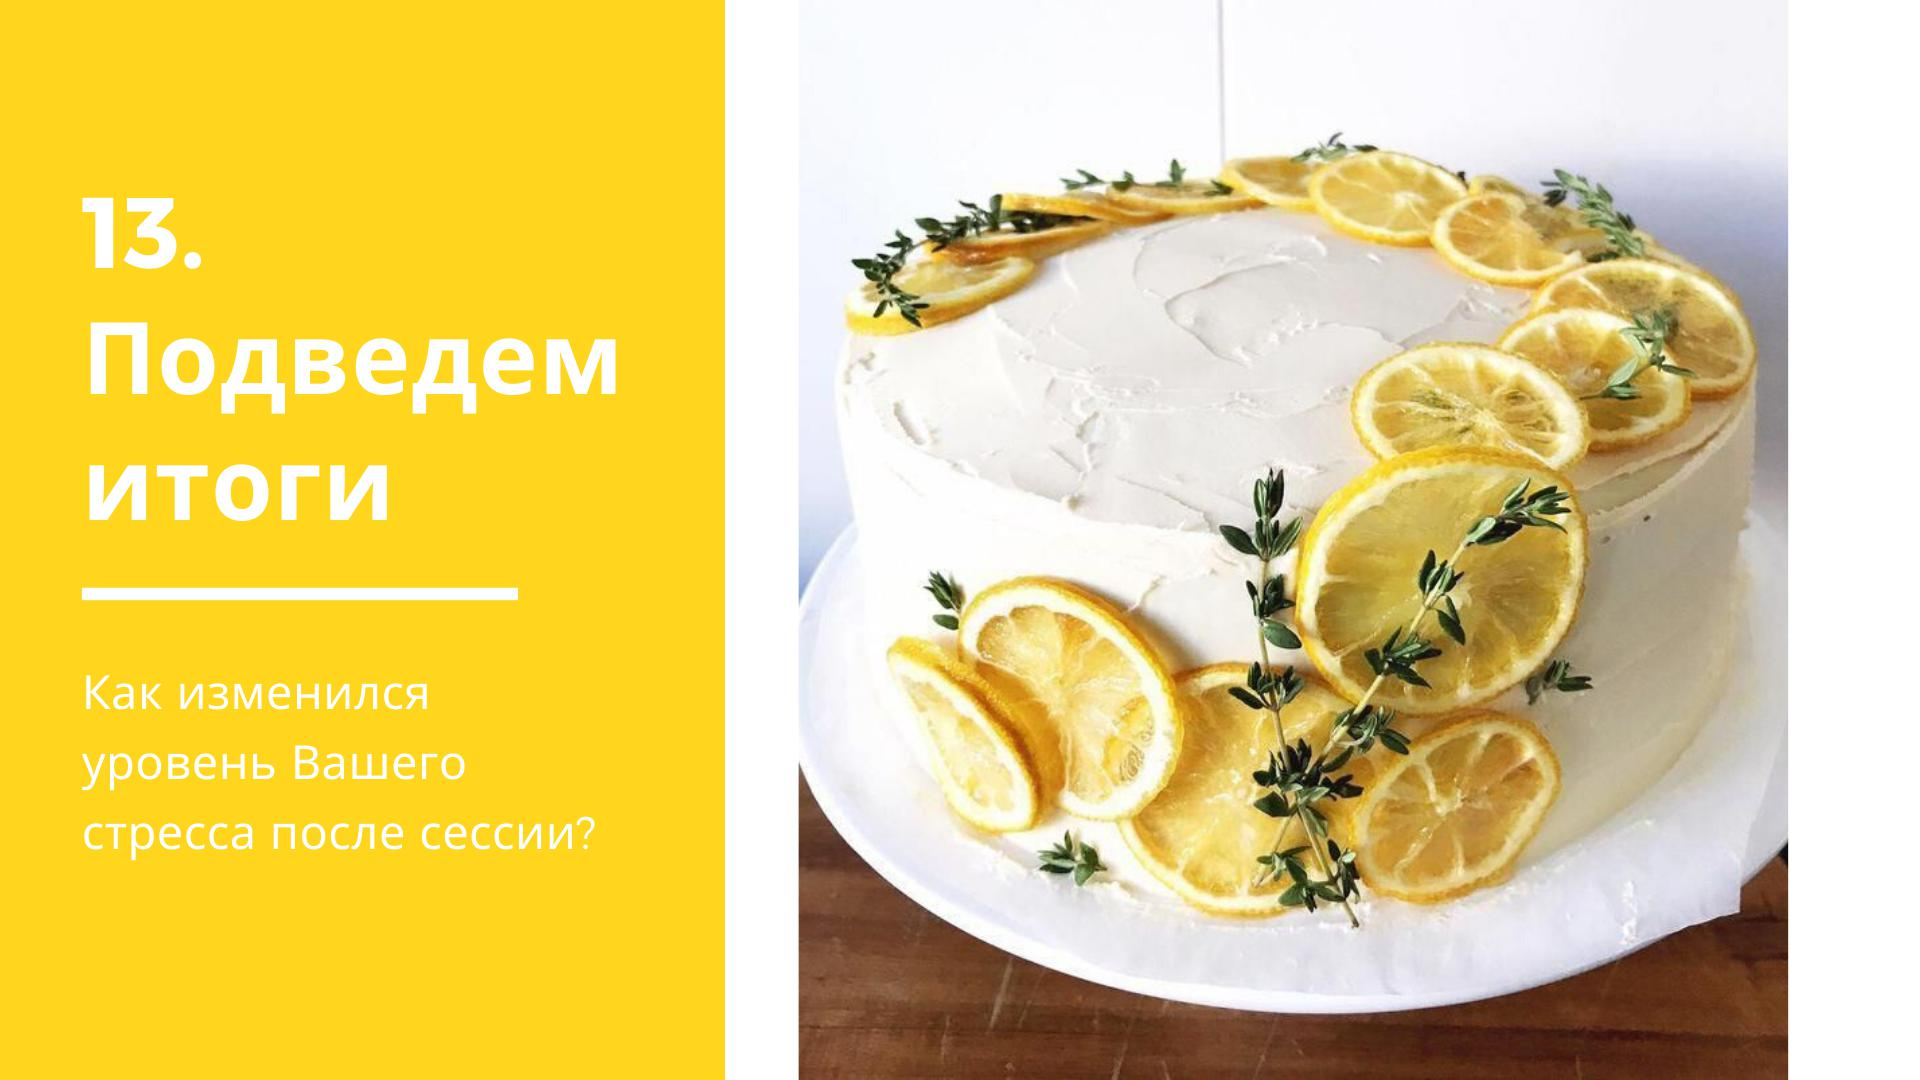 13.
Подведем
итоги
Как изменился
уровень Вашего
стресса после сессии?